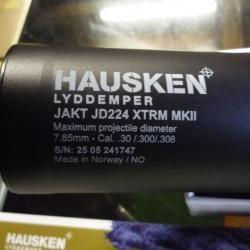 HAUSKEN
LYDDEMPER
JAKT JD224 XTRM MKII
Maximum projectile diameter
7.85mm - Cal. .30 /.300/.308
S/N: 25 05 241747
Made in Norway / NO
HAUSKEN
LYDDEMPER